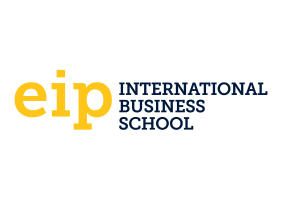 eip
INTERNATIONAL
BUSINESS
SCHOOL